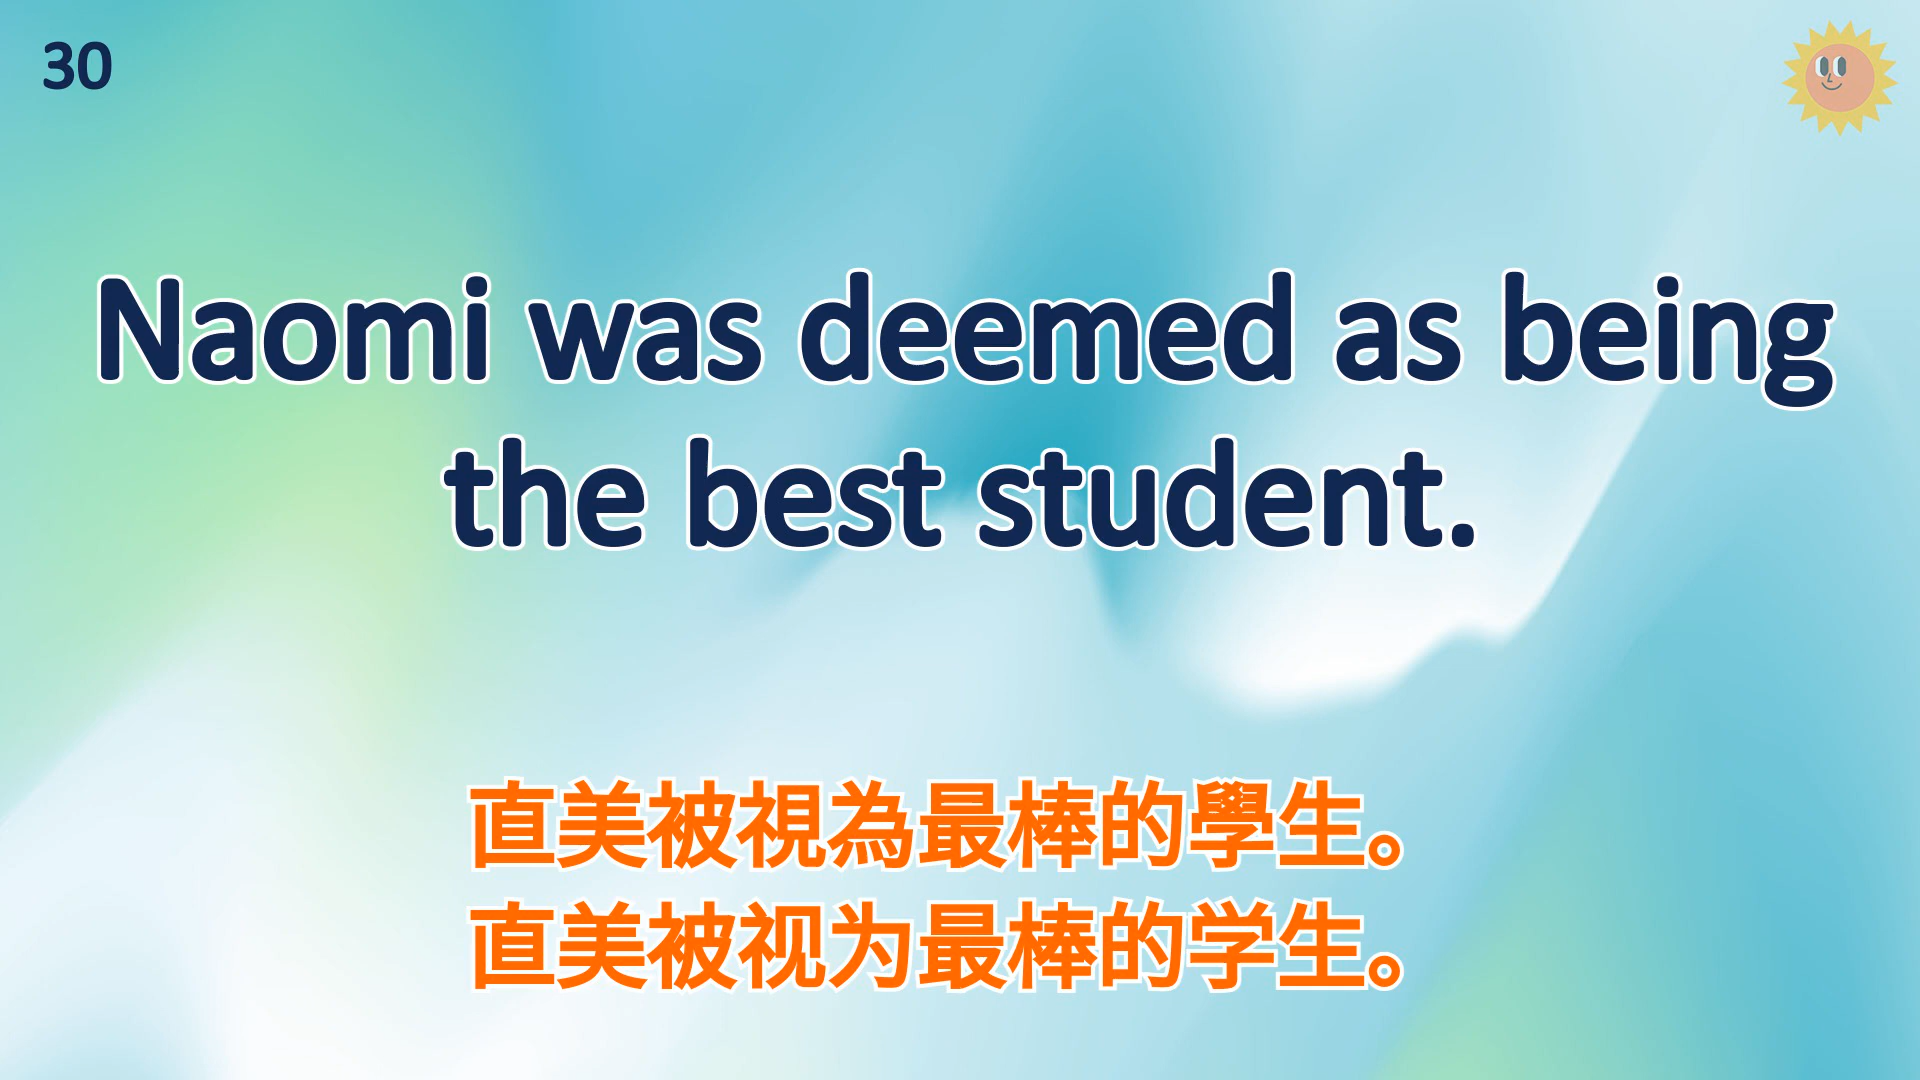 30
Naomi was deemed as being
the best student.
直美被視為最棒的學生。
直美被视为最棒的学生。